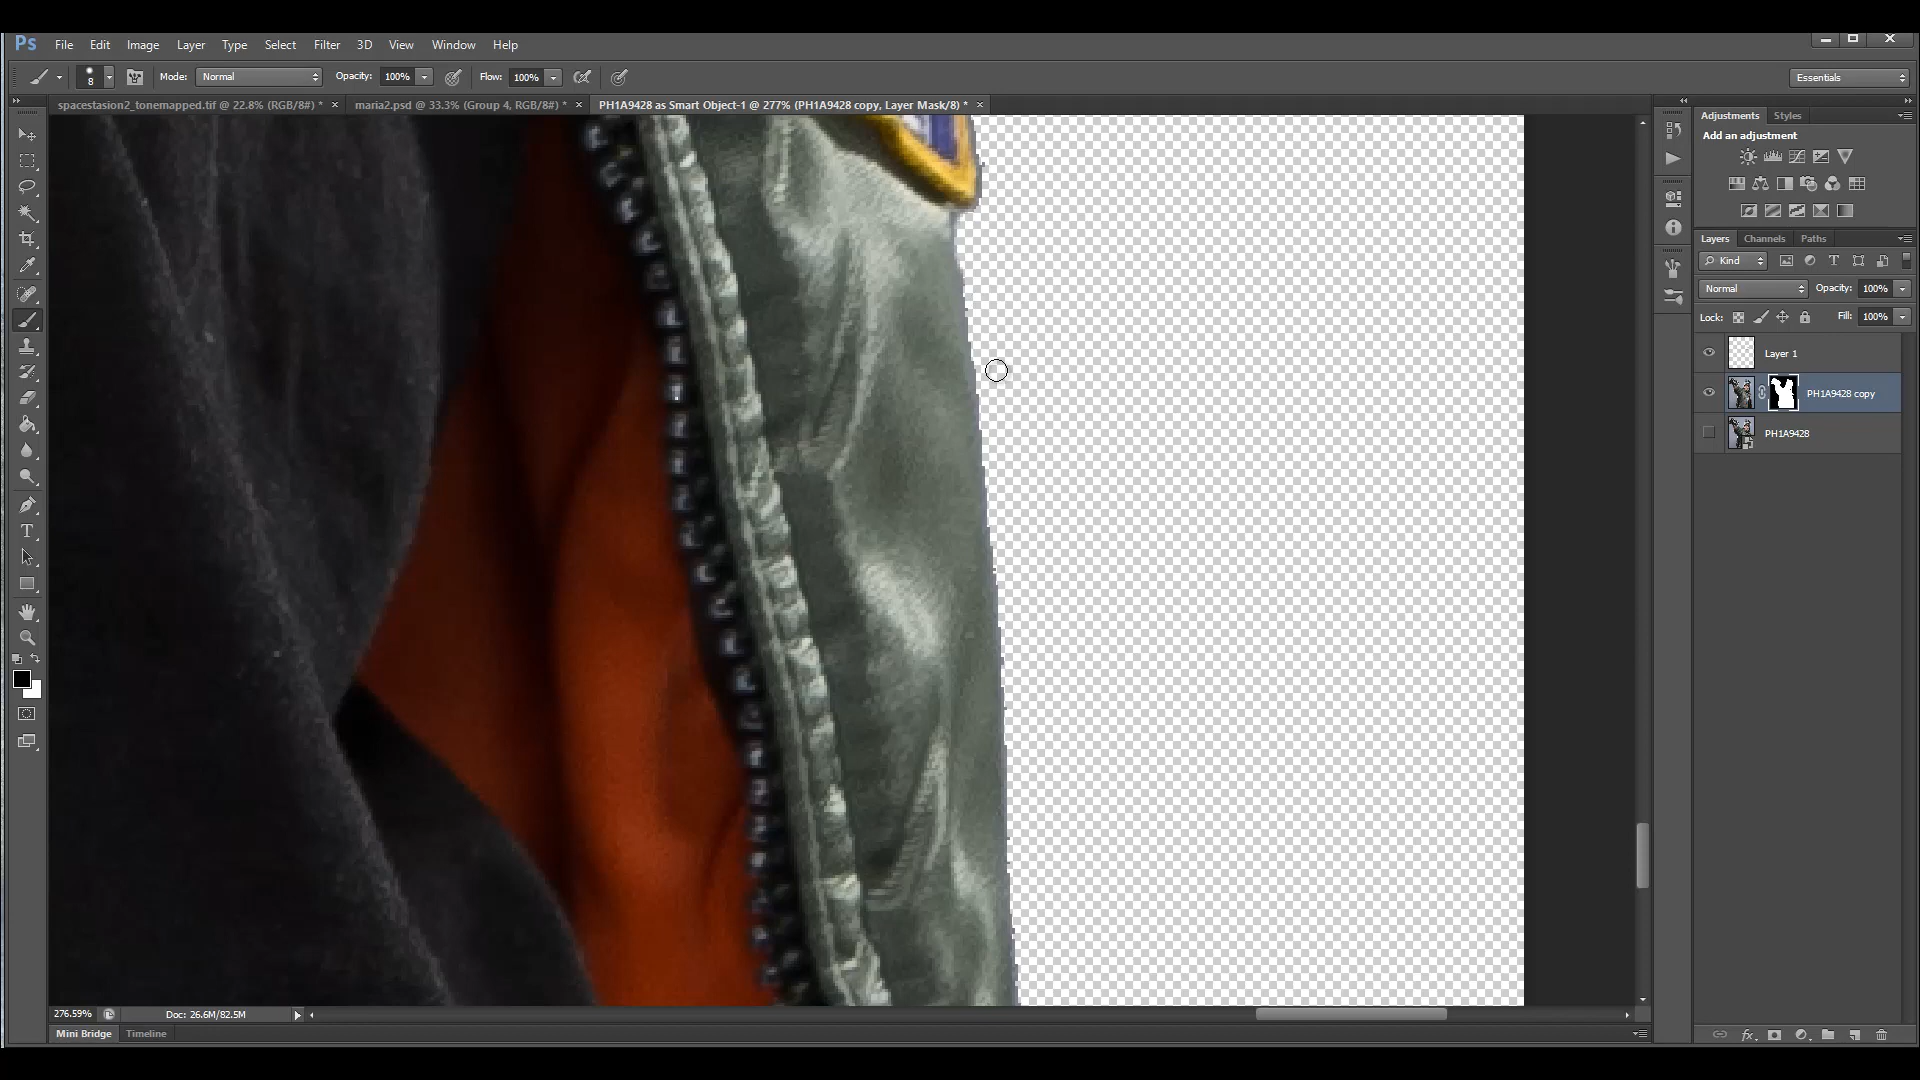 Ps File Edit Image Layer Type Select Filter 3D View Window Help
8 Mode: Normal Opacity: 100% Flow: 100% Essentials
spacestasion2_tonemapped.tif @ 22.8% (RGB/8#) * × maria2.psd @ 33.3% (Group 4, RGB/8#) * × PH1A9428 as Smart Object-1 @ 277% (PH1A9428 copy, Layer Mask/8) * ×
Adjustments Styles
Add an adjustment
Layers Channels Paths
Kind
Normal Opacity: 100%
Lock: Fill: 100%
Layer 1
PH1A9428 copy
PH1A9428
276.59% Doc: 26.6M/82.5M
Mini Bridge Timeline